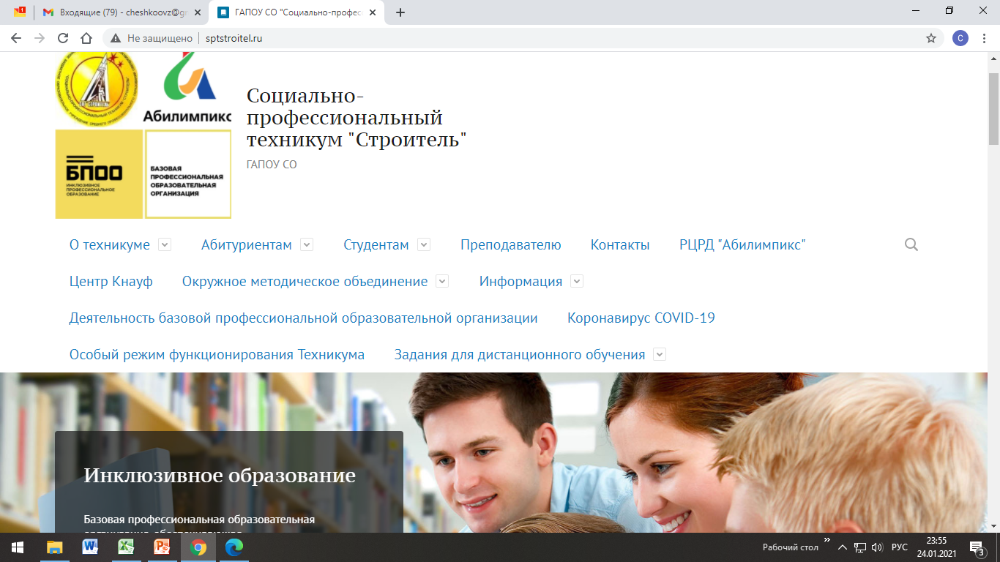 Входящие (79) - cheshkoovz@gr
ГАПОУ СО "Социально-професс
Не защищено sptstroitel.ru
С
Абилимпикс
БПОО
ИНКЛЮЗИВНОЕ
ПРОФЕССИОНАЛЬНОЕ
ОБРАЗОВАНИЕ
БАЗОВАЯ
ПРОФЕССИОНАЛЬНАЯ
ОБРАЗОВАТЕЛЬНАЯ
ОРГАНИЗАЦИЯ
Социально-
профессиональный
техникум "Строитель"
ГАПОУ СО
О техникуме Абитуриентам Студентам Преподавателю Контакты РЦРД "Абилимпикс"
Центр Кнауф Окружное методическое объединение Информация
Деятельность базовой профессиональной образовательной организации Коронавирус COVID-19
Особый режим функционирования Техникума Задания для дистанционного обучения
Инклюзивное образование
Базовая профессиональная образовательная
Рабочий стол РУС 23:55
24.01.2021
3